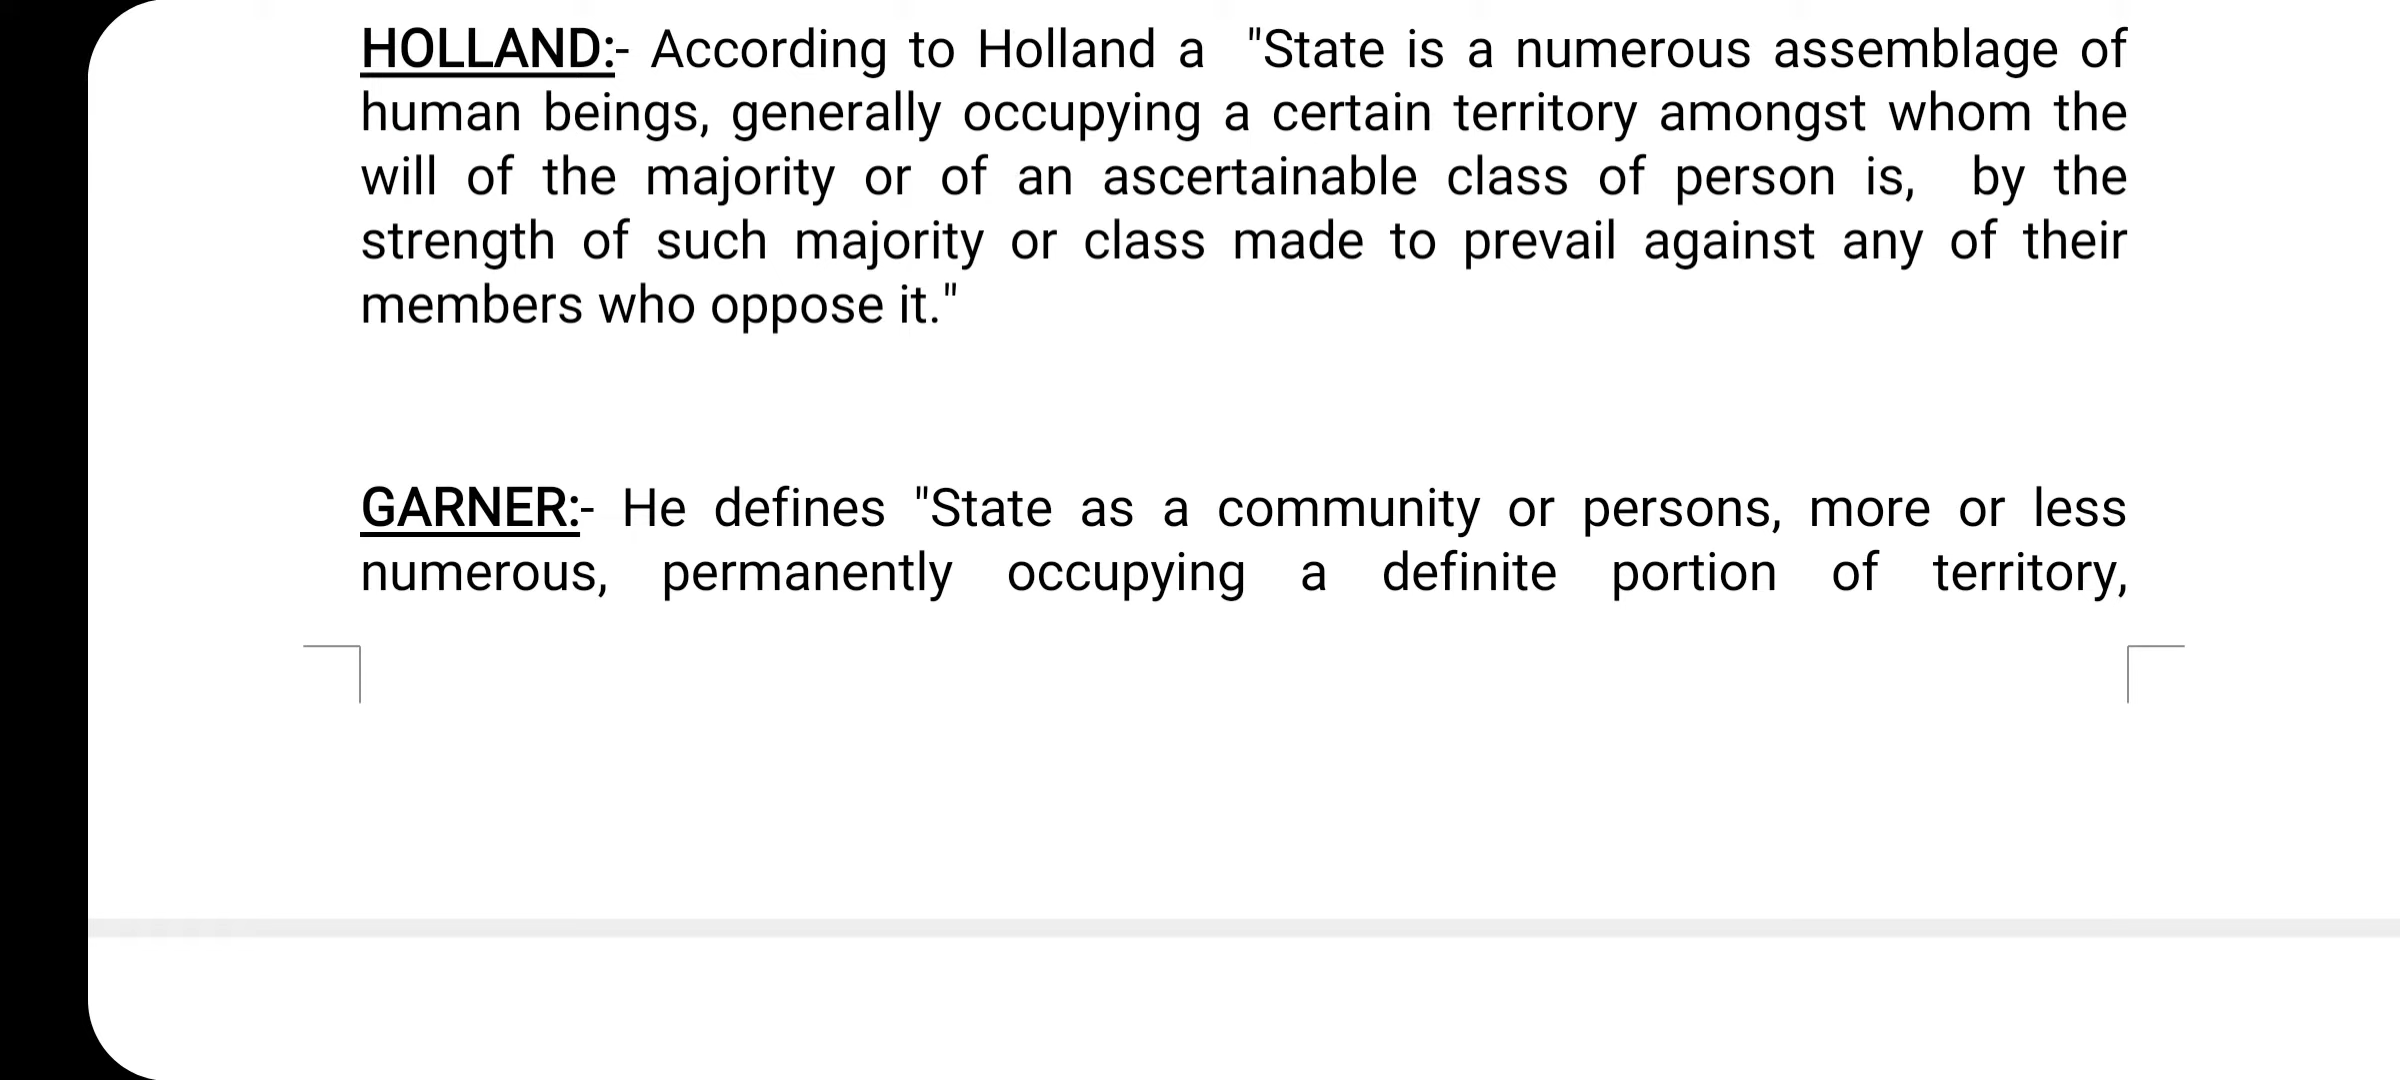 HOLLAND:- According to Holland a  "State is a numerous assemblage of
human beings, generally occupying a certain territory amongst whom the
will of the majority or of an ascertainable class of person is,  by the
strength of such majority or class made to prevail against any of their
members who oppose it."
GARNER:- He defines "State as a community or persons, more or less
numerous, permanently occupying a definite portion of territory,